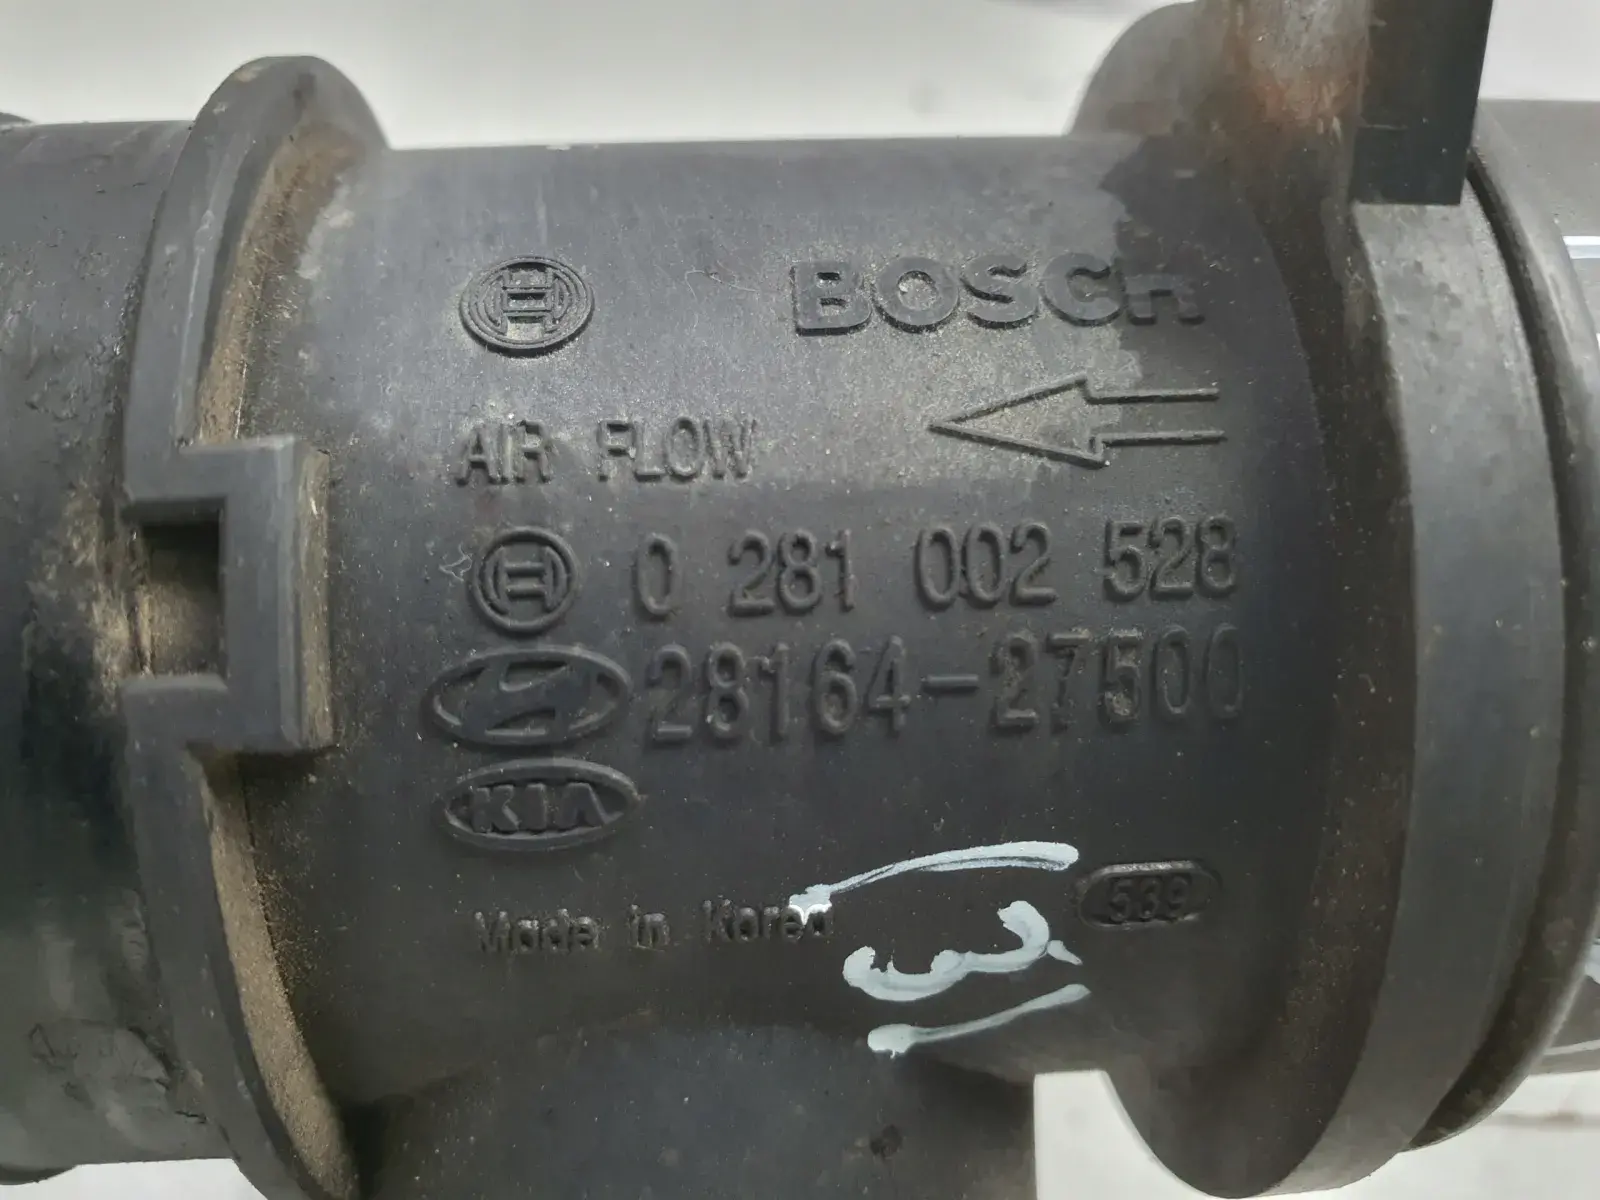 BOSCH
AIR FLOW
0 281 002 528
28164-27500
KIA
Made in Korea
539